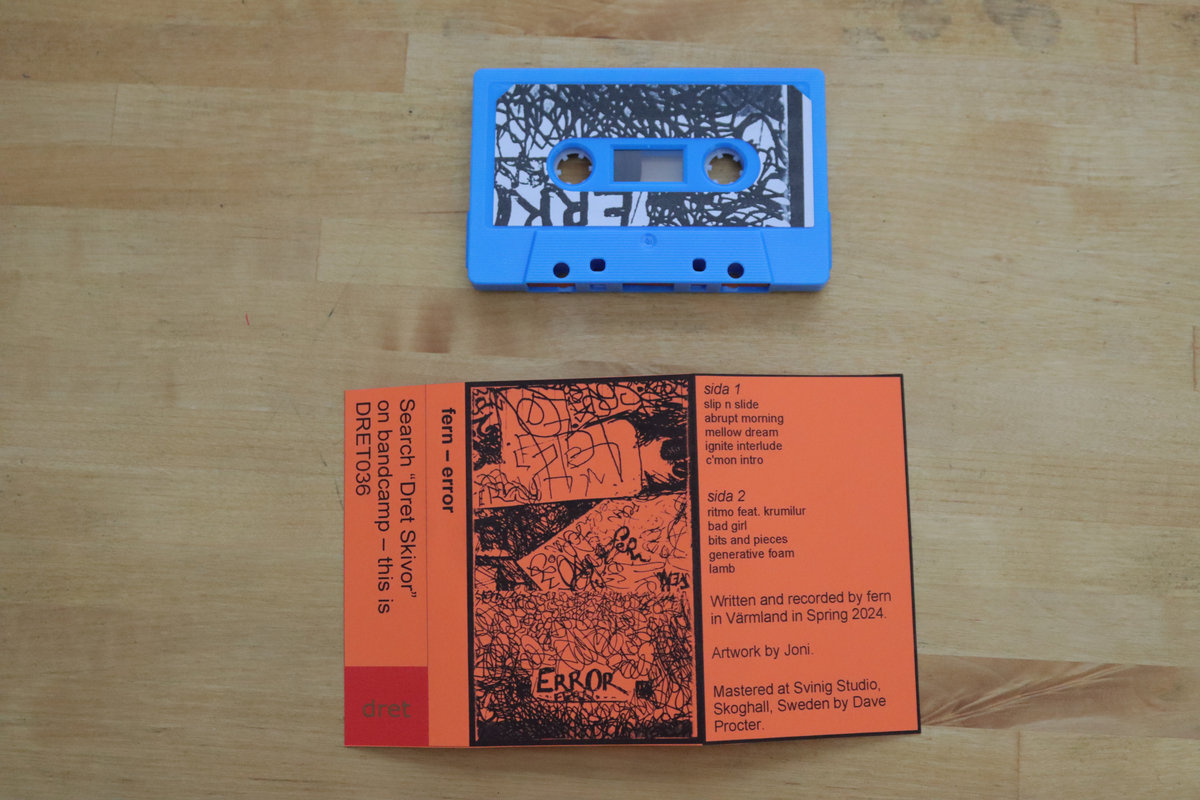 ERRO
Search "Dret Skivor"
on bandcamp – this is
DRET036
dret
fern – error
fern
ERROR
sida 1
slip n slide
abrupt morning
mellow dream
ignite interlude
c'mon intro
sida 2
ritmo feat. krumilur
bad girl
bits and pieces
generative foam
lamb
Written and recorded by fern
in Värmland in Spring 2024.
Artwork by Joni.
Mastered at Svinig Studio,
Skoghall, Sweden by Dave
Procter.